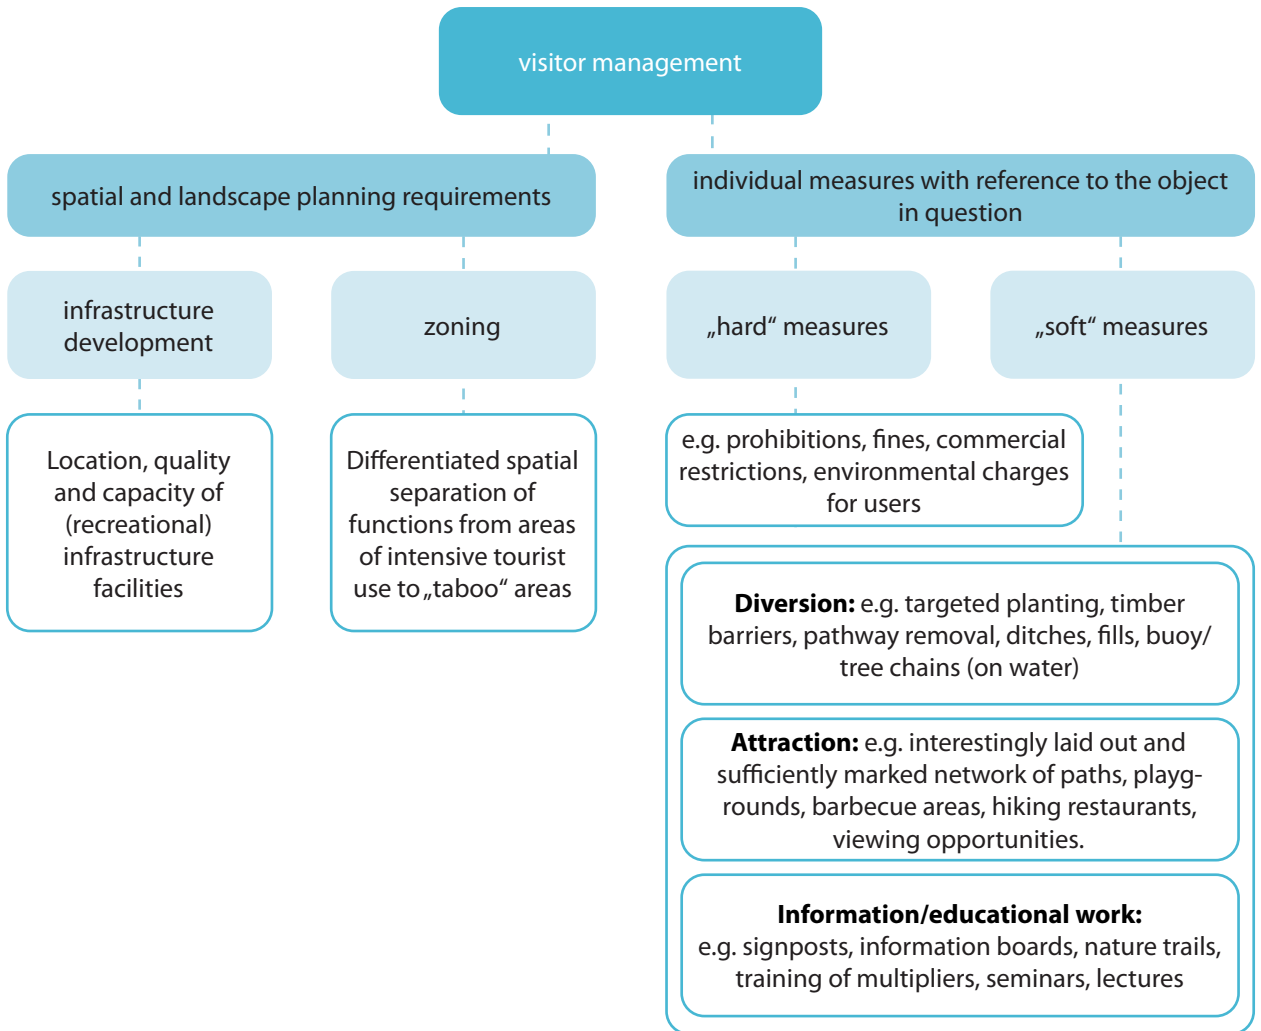 visitor management
spatial and landscape planning requirements
individual measures with reference to the object
in question
infrastructure
development
zoning
„hard“ measures
„soft“ measures
Location, quality
and capacity of
(recreational)
infrastructure
facilities
Differentiated spatial
separation of
functions from areas
of intensive tourist
use to „taboo“ areas
e.g. prohibitions, fines, commercial
restrictions, environmental charges
for users
Diversion: e.g. targeted planting, timber
barriers, pathway removal, ditches, fills, buoy/
tree chains (on water)
Attraction: e.g. interestingly laid out and
sufficiently marked network of paths, playg-
rounds, barbecue areas, hiking restaurants,
viewing opportunities.
Information/educational work:
e.g. signposts, information boards, nature trails,
training of multipliers, seminars, lectures